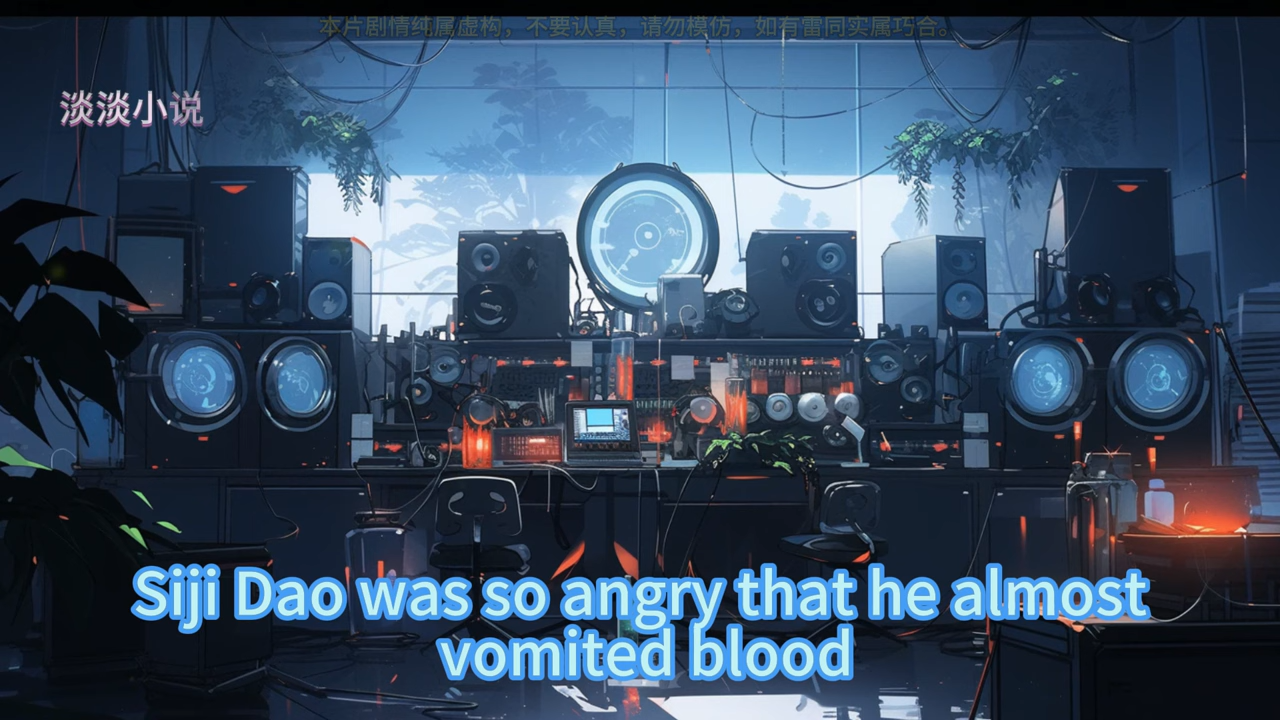 本片剧情纯属虚构，不要认真，请勿模仿，如有雷同实属巧合。
淡淡小说
Siji Dao was so angry that he almost
vomited blood